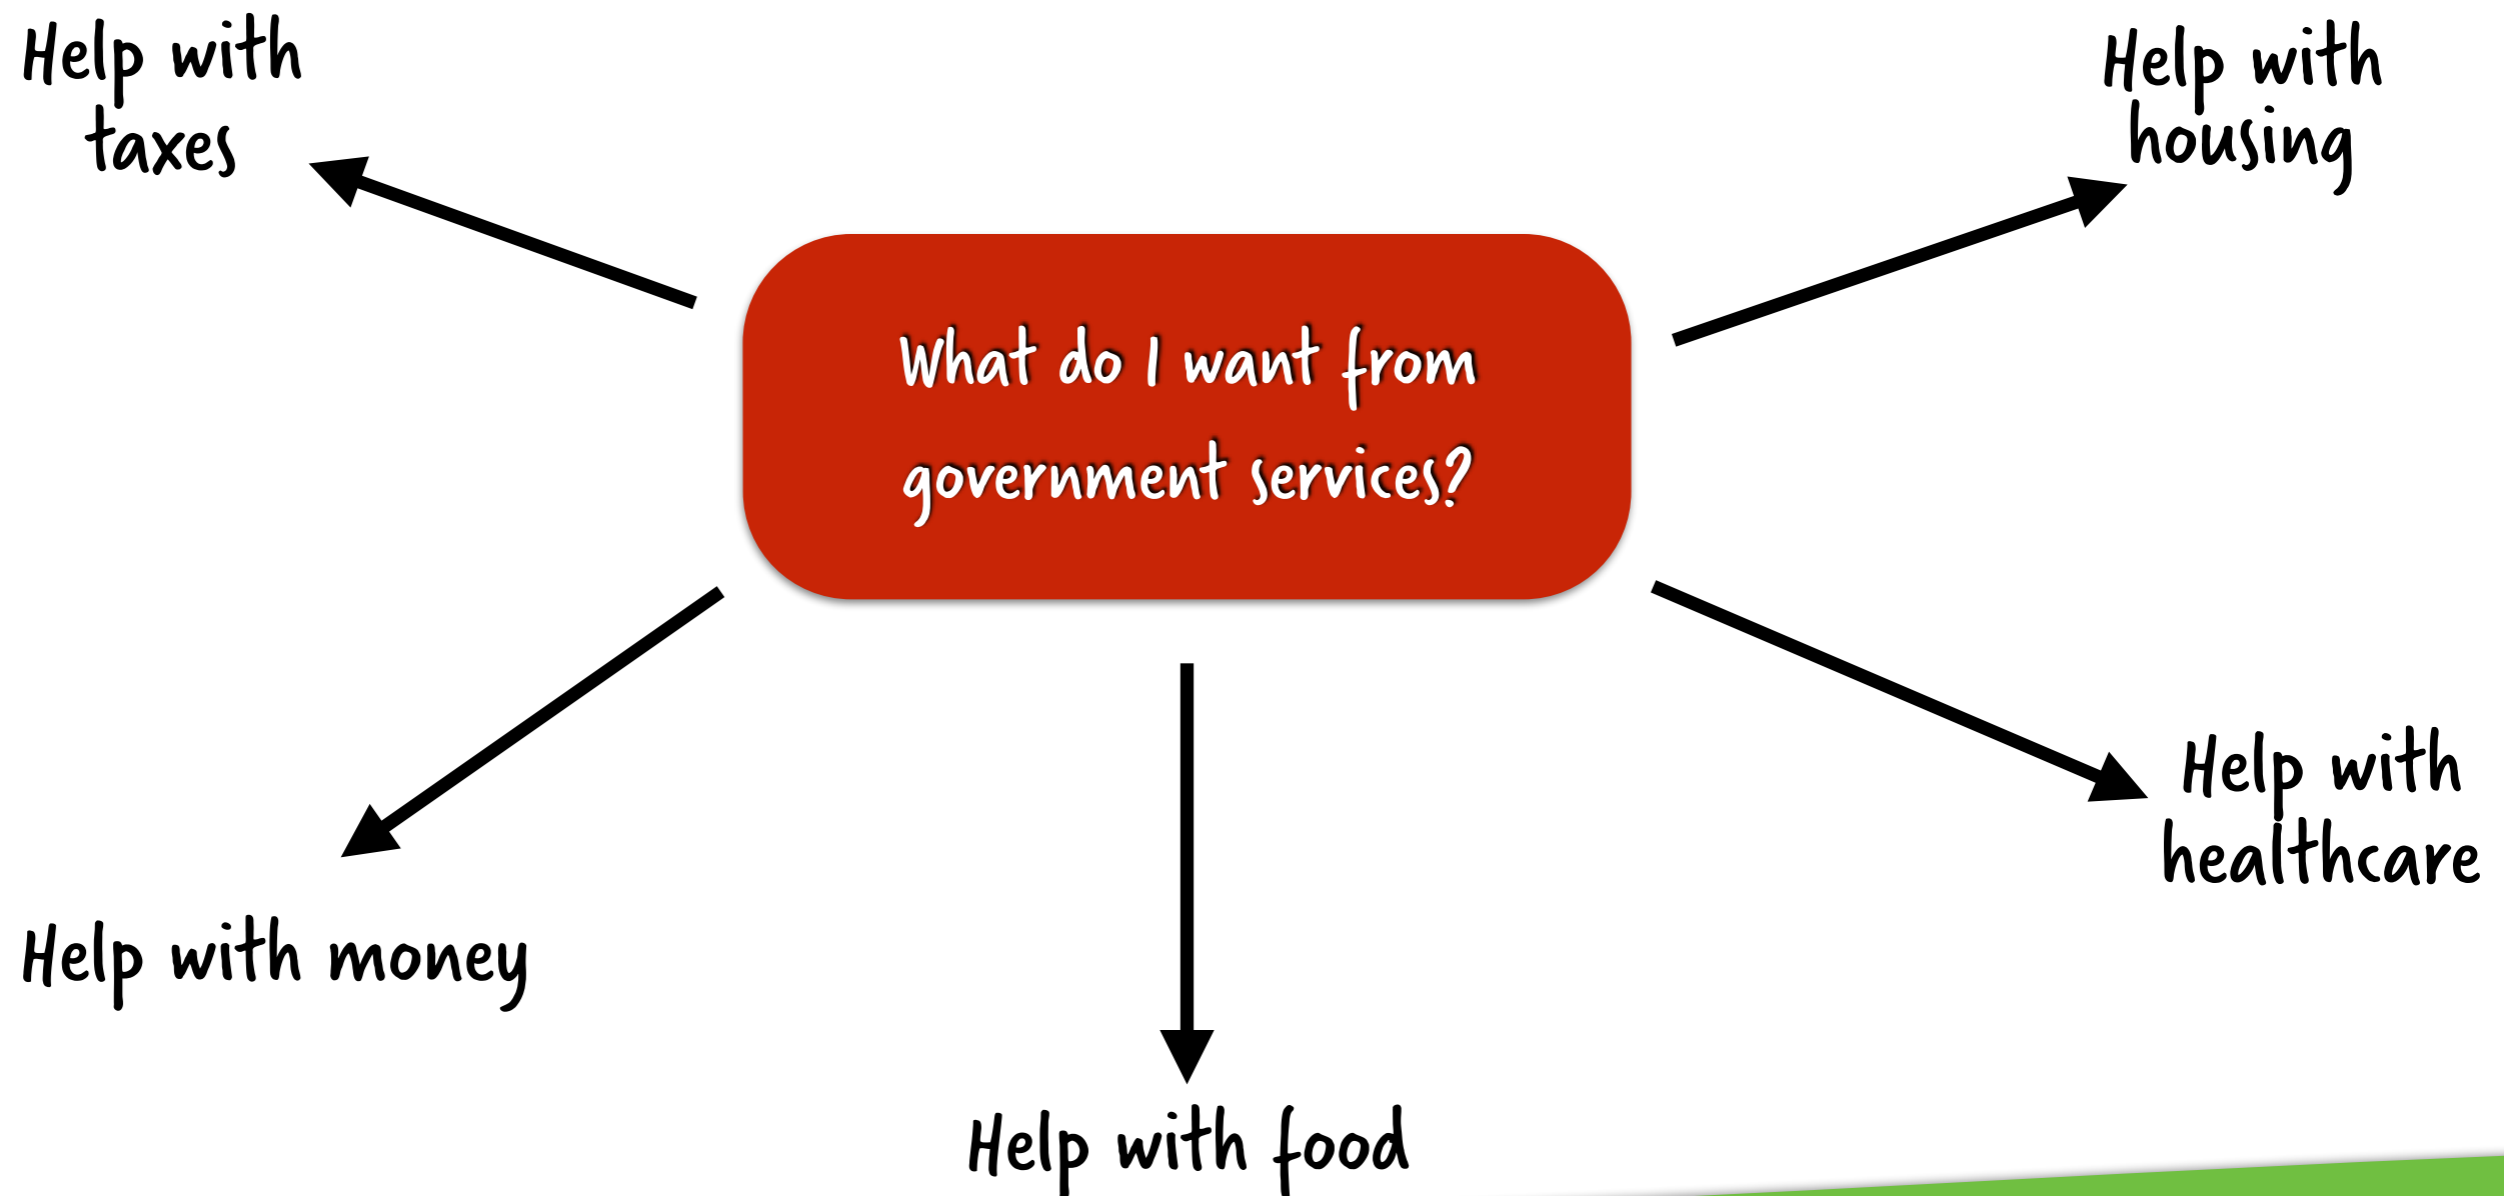 Help with
taxes
Help with
housing
What do I want from
government services?
Help with
healthcare
Help with money
Help with food